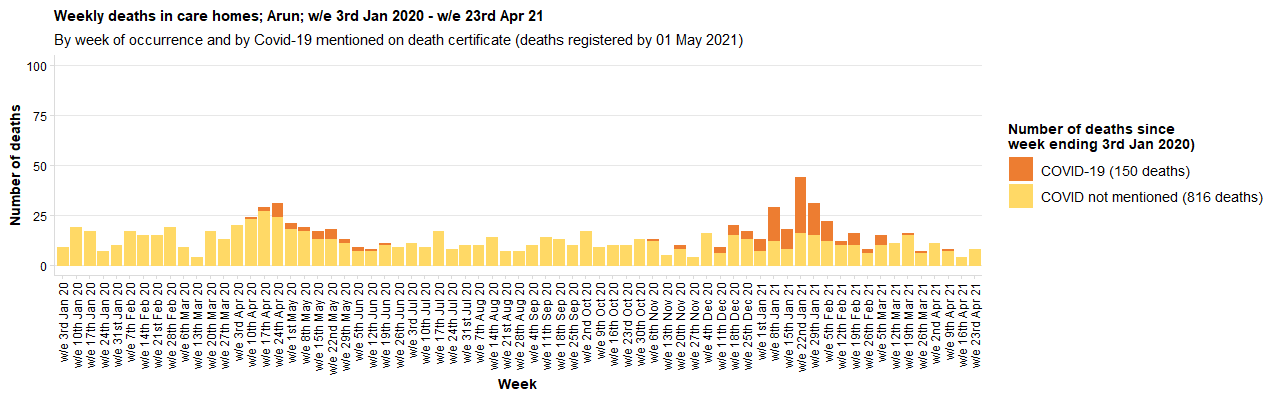 Weekly deaths in care homes; Arun; w/e 3rd Jan 2020 - w/e 23rd Apr 21
By week of occurrence and by Covid-19 mentioned on death certificate (deaths registered by 01 May 2021)
100
75
50
25
0
Number of deaths
w/e 3rd Jan 20
w/e 10th Jan 20
w/e 17th Jan 20
w/e 24th Jan 20
w/e 31st Jan 20
w/e 7th Feb 20
w/e 14th Feb 20
w/e 21st Feb 20
w/e 28th Feb 20
w/e 6th Mar 20
w/e 13th Mar 20
w/e 20th Mar 20
w/e 27th Mar 20
w/e 3rd Apr 20
w/e 10th Apr 20
w/e 17th Apr 20
w/e 24th Apr 20
w/e 1st May 20
w/e 8th May 20
w/e 15th May 20
w/e 22nd May 20
w/e 29th May 20
w/e 5th Jun 20
w/e 12th Jun 20
w/e 19th Jun 20
w/e 26th Jun 20
w/e 3rd Jul 20
w/e 10th Jul 20
w/e 17th Jul 20
w/e 24th Jul 20
w/e 31st Jul 20
w/e 7th Aug 20
w/e 14th Aug 20
w/e 21st Aug 20
w/e 28th Aug 20
w/e 4th Sep 20
w/e 11th Sep 20
w/e 18th Sep 20
w/e 25th Sep 20
w/e 2nd Oct 20
w/e 9th Oct 20
w/e 16th Oct 20
w/e 23rd Oct 20
w/e 30th Oct 20
w/e 6th Nov 20
w/e 13th Nov 20
w/e 20th Nov 20
w/e 27th Nov 20
w/e 4th Dec 20
w/e 11th Dec 20
w/e 18th Dec 20
w/e 25th Dec 20
w/e 1st Jan 21
w/e 8th Jan 21
w/e 15th Jan 21
w/e 22nd Jan 21
w/e 29th Jan 21
w/e 5th Feb 21
w/e 12th Feb 21
w/e 19th Feb 21
w/e 26th Feb 21
w/e 5th Mar 21
w/e 12th Mar 21
w/e 19th Mar 21
w/e 26th Mar 21
w/e 2nd Apr 21
w/e 9th Apr 21
w/e 16th Apr 21
w/e 23rd Apr 21
Week
Number of deaths since
week ending 3rd Jan 2020)
COVID-19 (150 deaths)
COVID not mentioned (816 deaths)